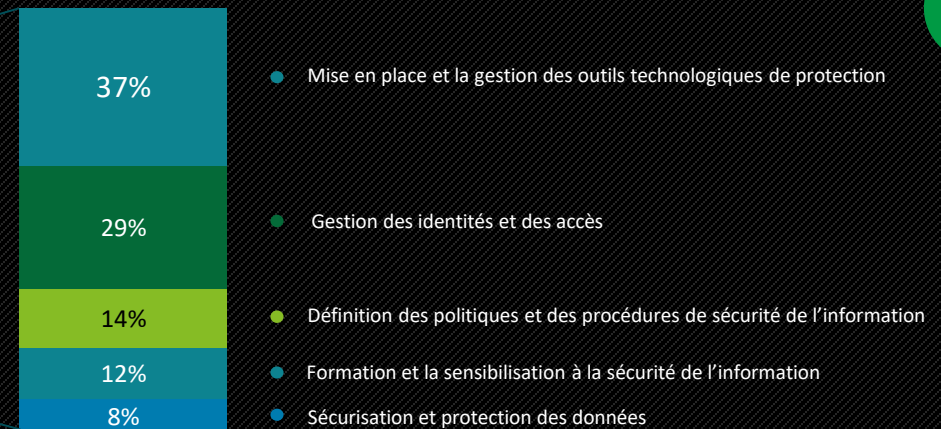 37%
Mise en place et la gestion des outils technologiques de protection
29%
Gestion des identités et des accès
14%
Définition des politiques et des procédures de sécurité de l’information
12%
Formation et la sensibilisation à la sécurité de l’information
8%
Sécurisation et protection des données